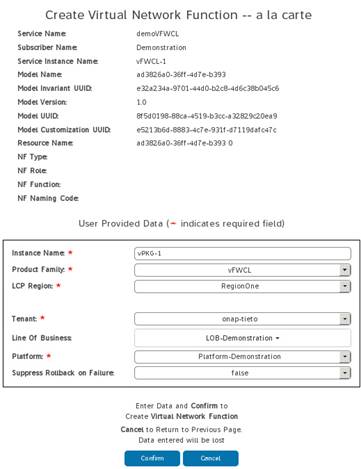 Create Virtual Network Function -- a la carte
Service Name: demoVFWCL
Subscriber Name: Demonstration
Service Instance Name: vFWCL-1
Model Name: ad3826a0-36ff-4d7e-b393
Model Invariant UUID: e32a234a-9701-44d0-b2c8-4d6c38b045c6
Model Version: 1.0
Model UUID: 8f5d0198-88ca-4519-b3cc-a32829c20ea9
Model Customization UUID: e5213b6d-8883-4c7e-931f-d7119dafc47c
Resource Name: ad3826a0-36ff-4d7e-b393 0
NF Type:
NF Role:
NF Function:
NF Naming Code:
User Provided Data (* indicates required field)
Instance Name: * vPKG-1
Product Family: * vFWCL
LCP Region: * RegionOne
Tenant: * onap-tieto
Line Of Business: LOB-Demonstration
Platform: * Platform-Demonstration
Suppress Rollback on Failure: false
Enter Data and Confirm to
Create Virtual Network Function
Cancel to Return to Previous Page.
Data entered will be lost
Confirm Cancel